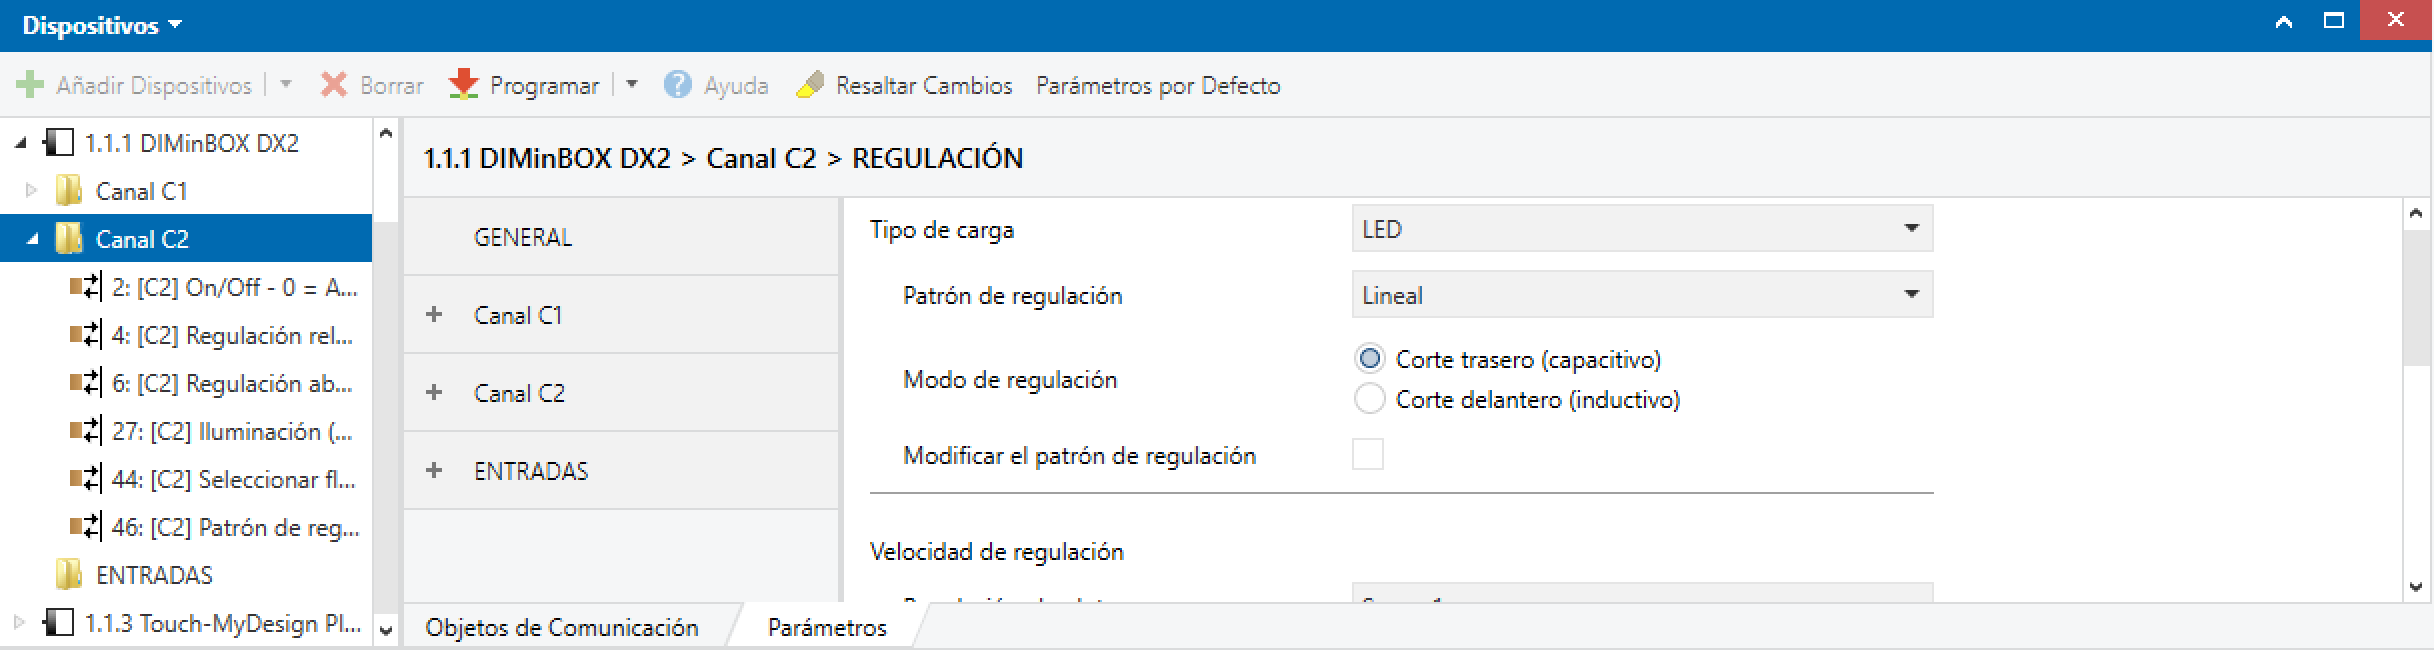 Dispositivos
Añadir Dispositivos Borrar Programar Ayuda Resaltar Cambios Parámetros por Defecto
1.1.1 DIMinBOX DX2
Canal C1
Canal C2
2: [C2] On/Off - 0 = A...
4: [C2] Regulación rel...
6: [C2] Regulación ab...
27: [C2] Iluminación (...
44: [C2] Seleccionar fl...
46: [C2] Patrón de reg...
ENTRADAS
1.1.3 Touch-MyDesign Pl...
1.1.1 DIMinBOX DX2 > Canal C2 > REGULACIÓN
GENERAL
+ Canal C1
+ Canal C2
+ ENTRADAS
Tipo de carga LED
Patrón de regulación Lineal
Modo de regulación
Corte trasero (capacitivo)
Corte delantero (inductivo)
Modificar el patrón de regulación
Velocidad de regulación
Objetos de Comunicación Parámetros